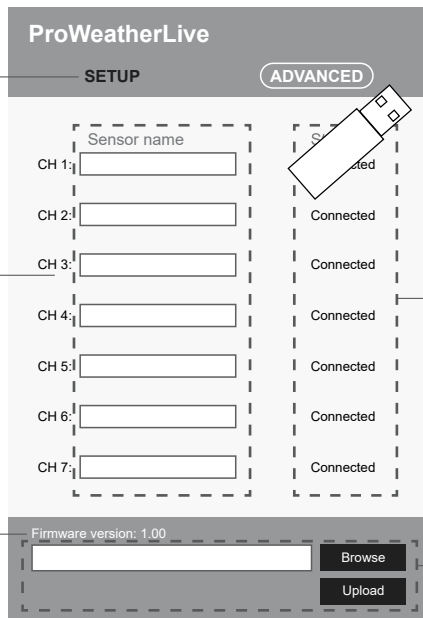 ProWeatherLive
SETUP ADVANCED
Sensor name
CH 1:
CH 2: Connected
CH 3: Connected
CH 4: Connected
CH 5: Connected
CH 6: Connected
CH 7: Connected
Firmware version: 1.00
Browse
Upload